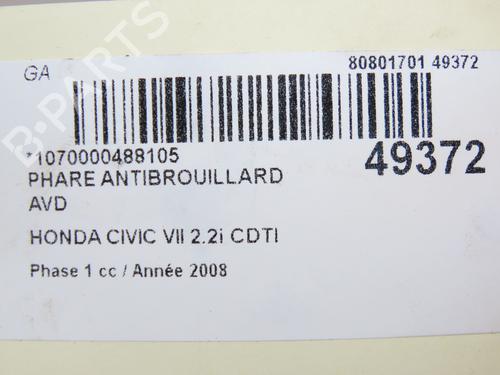 GA
80801701 49372
*1070000488105
49372
PHARE ANTIBROUILLARD
AVD
HONDA CIVIC VII 2.2i CDTI
Phase 1 cc / Année 2008
B-PARTS